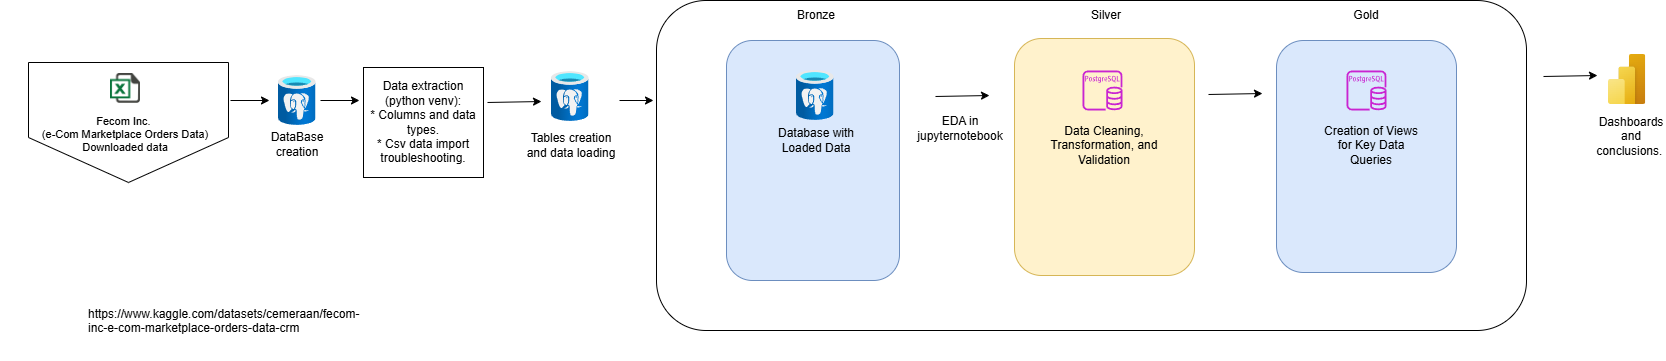 Fecom Inc.
(e-Com Marketplace Orders Data)
Downloaded data
DataBase
creation
Data extraction
(python venv):
* Columns and data
types.
* Csv data import
troubleshooting.
Tables creation
and data loading
Bronze
Database with
Loaded Data
EDA in
jupyternotebook
Silver
PostgreSQL
Data Cleaning,
Transformation, and
Validation
Gold
PostgreSQL
Creation of Views
for Key Data
Queries
Dashboards
and
conclusions.
https://www.kaggle.com/datasets/cemeraan/fecom-
inc-e-com-marketplace-orders-data-crm